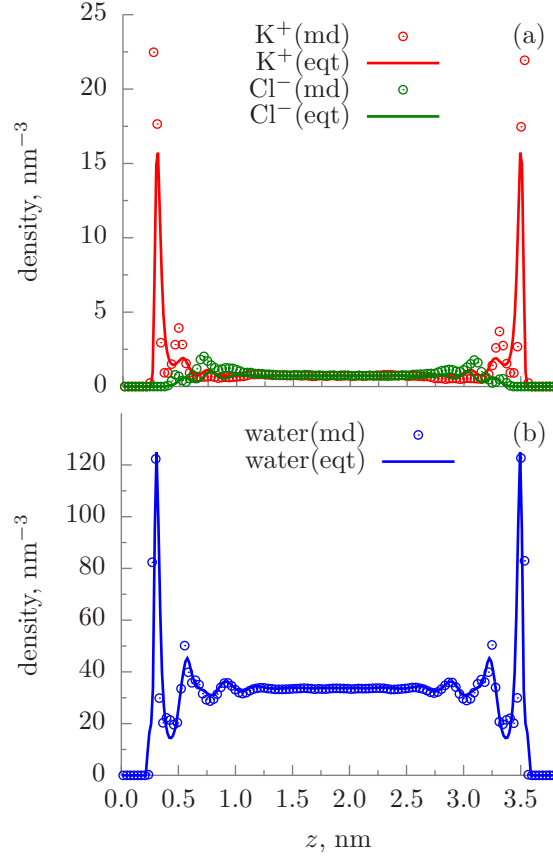 25
20
15
10
5
0
density, nm⁻³
K⁺(md)
K⁺(eqt)
Cl⁻(md)
Cl⁻(eqt)
(a)
120
100
80
60
40
20
0
density, nm⁻³
water(md)
water(eqt)
(b)
0.0 0.5 1.0 1.5 2.0 2.5 3.0 3.5
z, nm